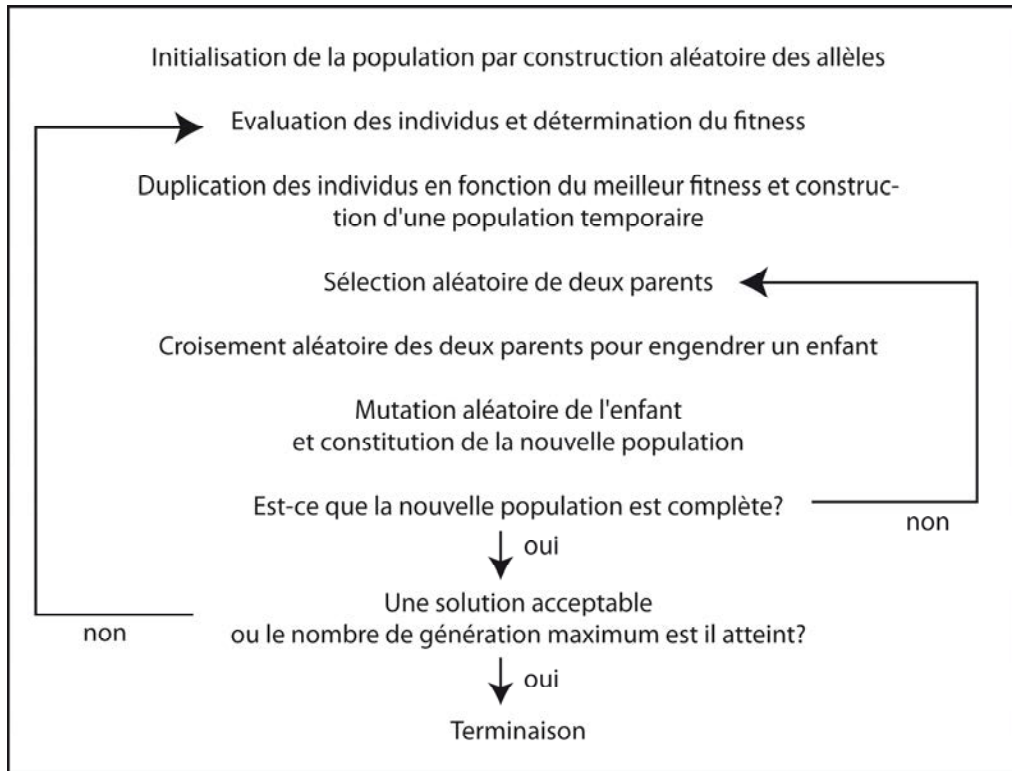 Initialisation de la population par construction aléatoire des allèles
Evaluation des individus et détermination du fitness
Duplication des individus en fonction du meilleur fitness et construc-
tion d'une population temporaire
Sélection aléatoire de deux parents
Croisement aléatoire des deux parents pour engendrer un enfant
Mutation aléatoire de l'enfant
et constitution de la nouvelle population
Est-ce que la nouvelle population est complète?
non
oui
Une solution acceptable
ou le nombre de génération maximum est il atteint?
non
oui
Terminaison